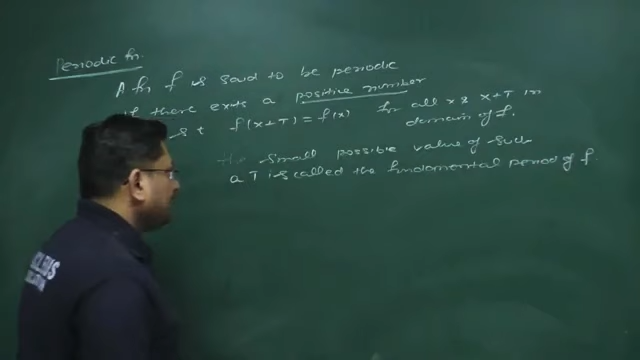 Periodic fn.
A fn f is said to be periodic
if there exits a positive number
s t f(x+T) = f(x) for all x & x+T in
domain of f.
the small possible value of such
a T is called the fundamental period of f.